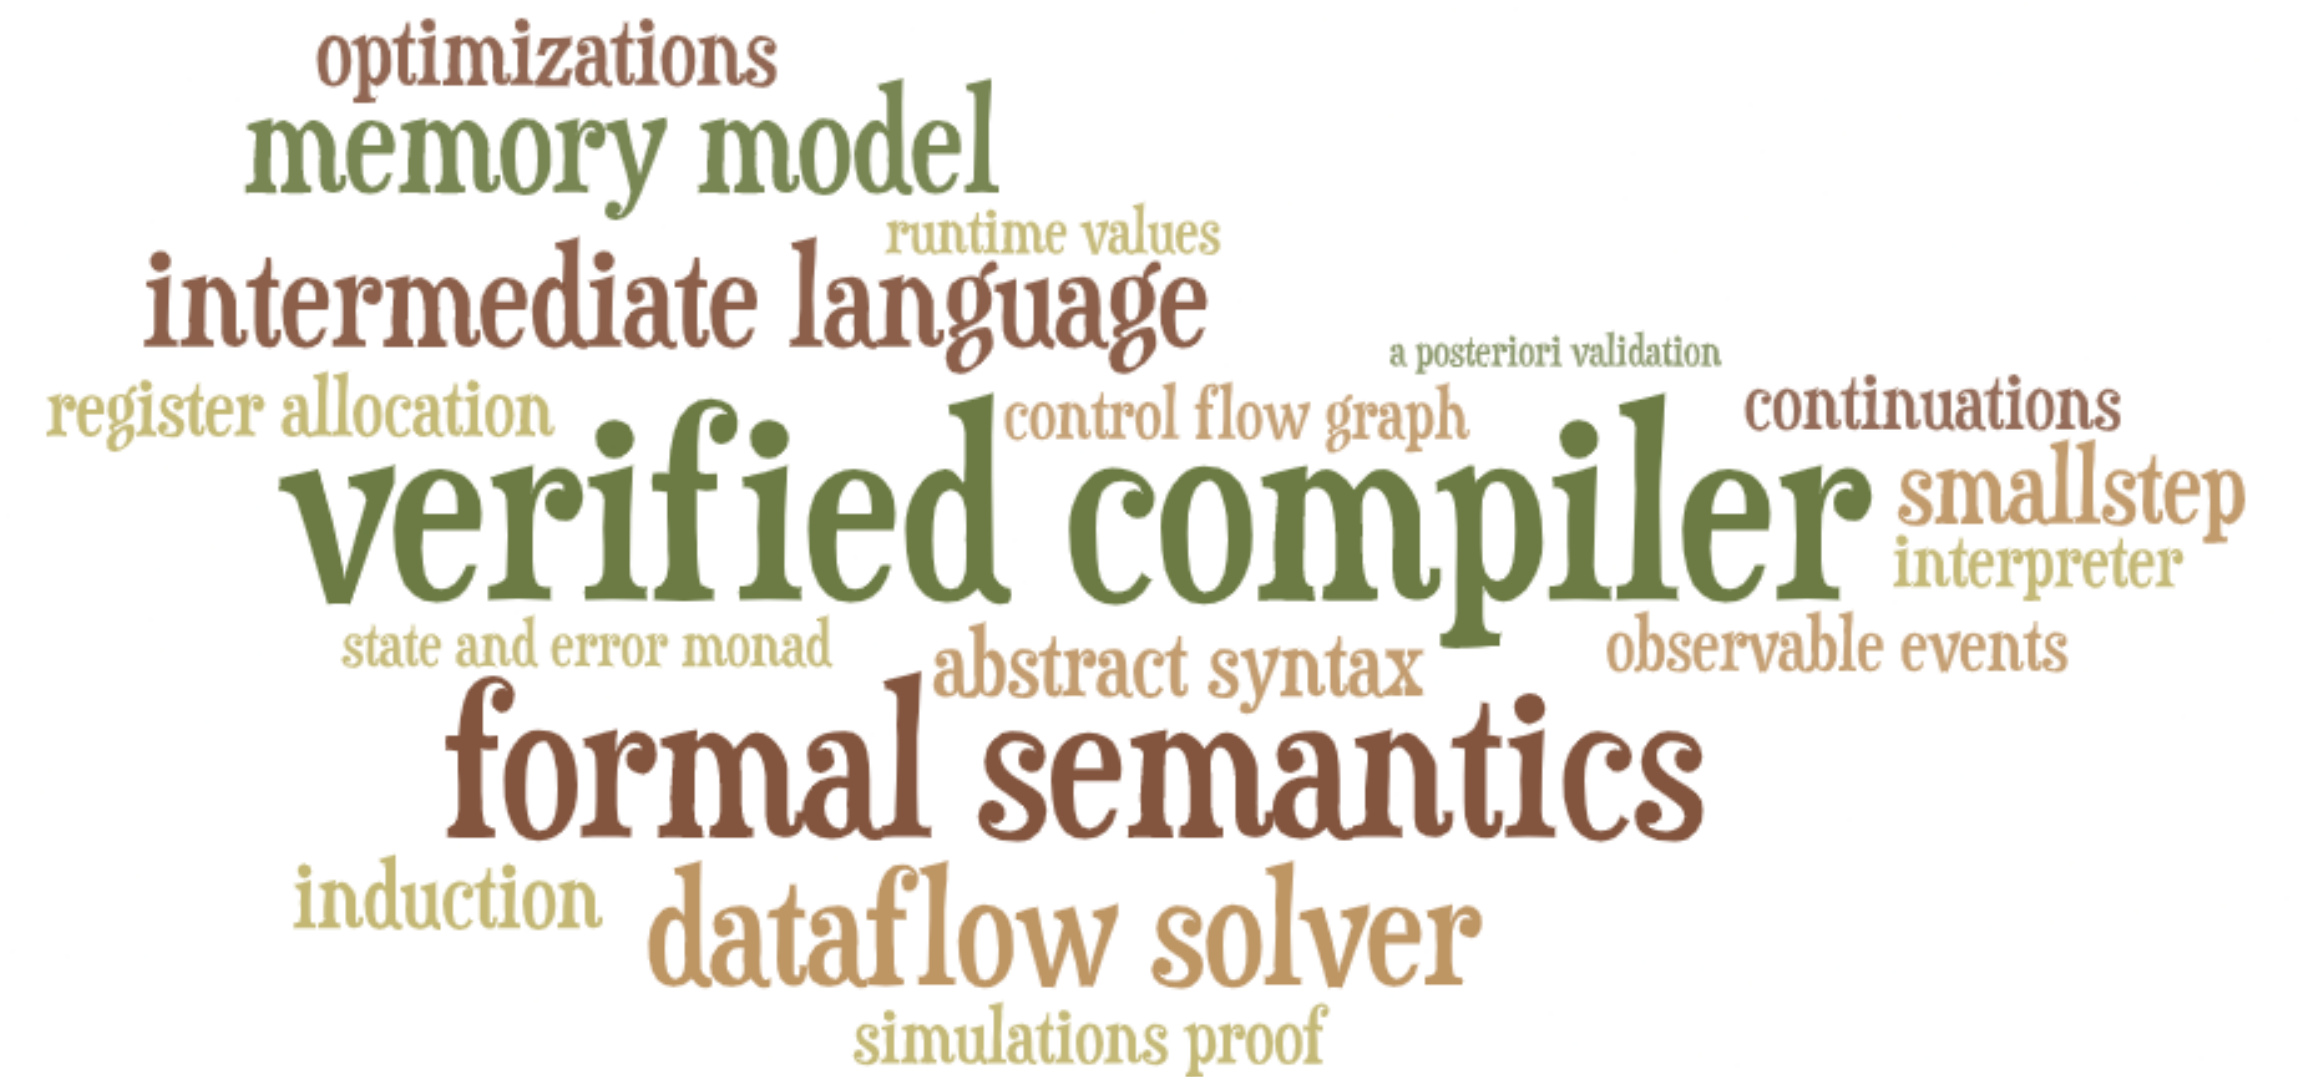 optimizations
memory model
runtime values
intermediate language
a posteriori validation
register allocation
control flow graph
continuations
verified compiler
smallstep
interpreter
state and error monad
abstract syntax
observable events
formal semantics
induction
dataflow solver
simulations proof